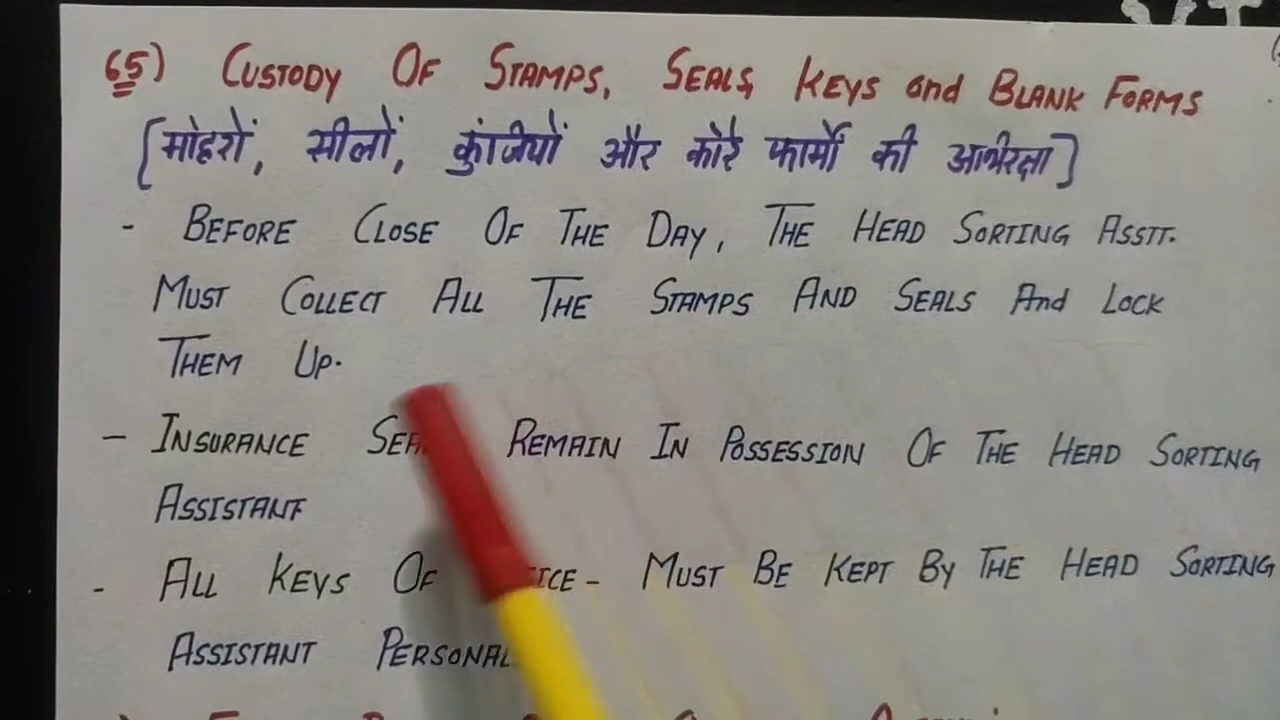 65) CUSTODY OF STAMPS, SEALS, KEYS and BLANK FORMS
[मोहरों, सीलों, कुंजियों और कोरे फार्मों की अभिरक्षा]
- BEFORE CLOSE OF THE DAY, THE HEAD SORTING ASSTT.
MUST COLLECT ALL THE STAMPS AND SEALS And LOCK
THEM UP.
- INSURANCE REMAIN IN POSSESSION OF THE HEAD SORTING
ASSISTANT
- ALL KEYS OF MUST BE KEPT BY THE HEAD SORTING
ASSISTANT